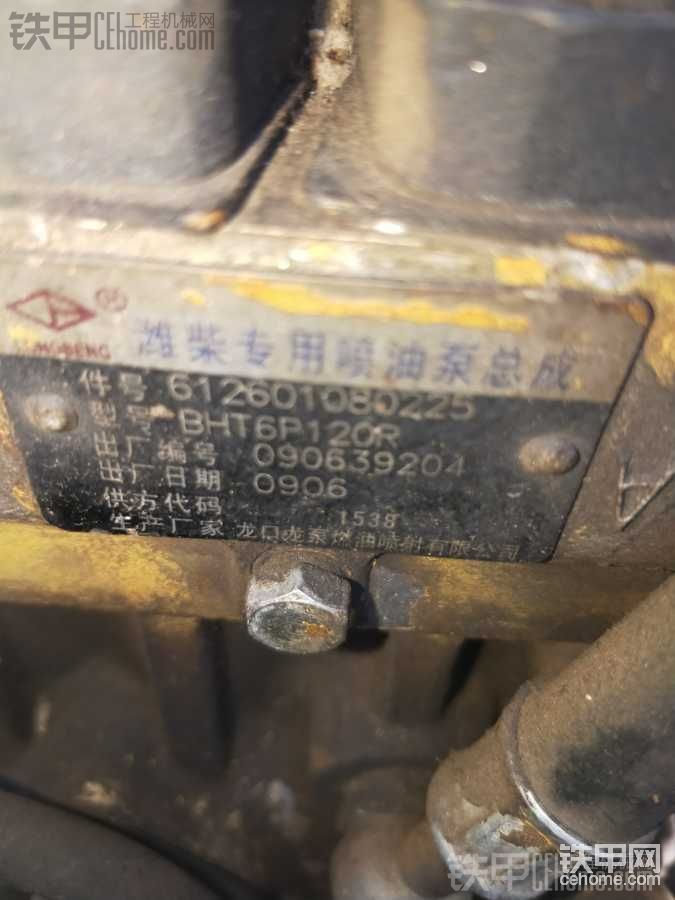 铁甲 工程机械网
CEhome.com
®
潍柴专用喷油泵总成
件号 612601080225
型号 BHT6P120R
出厂编号 090639204
出厂日期 0906
供方代码 1538
生产厂家 龙口龙泵燃油喷射有限公司
铁甲网
cehome.com